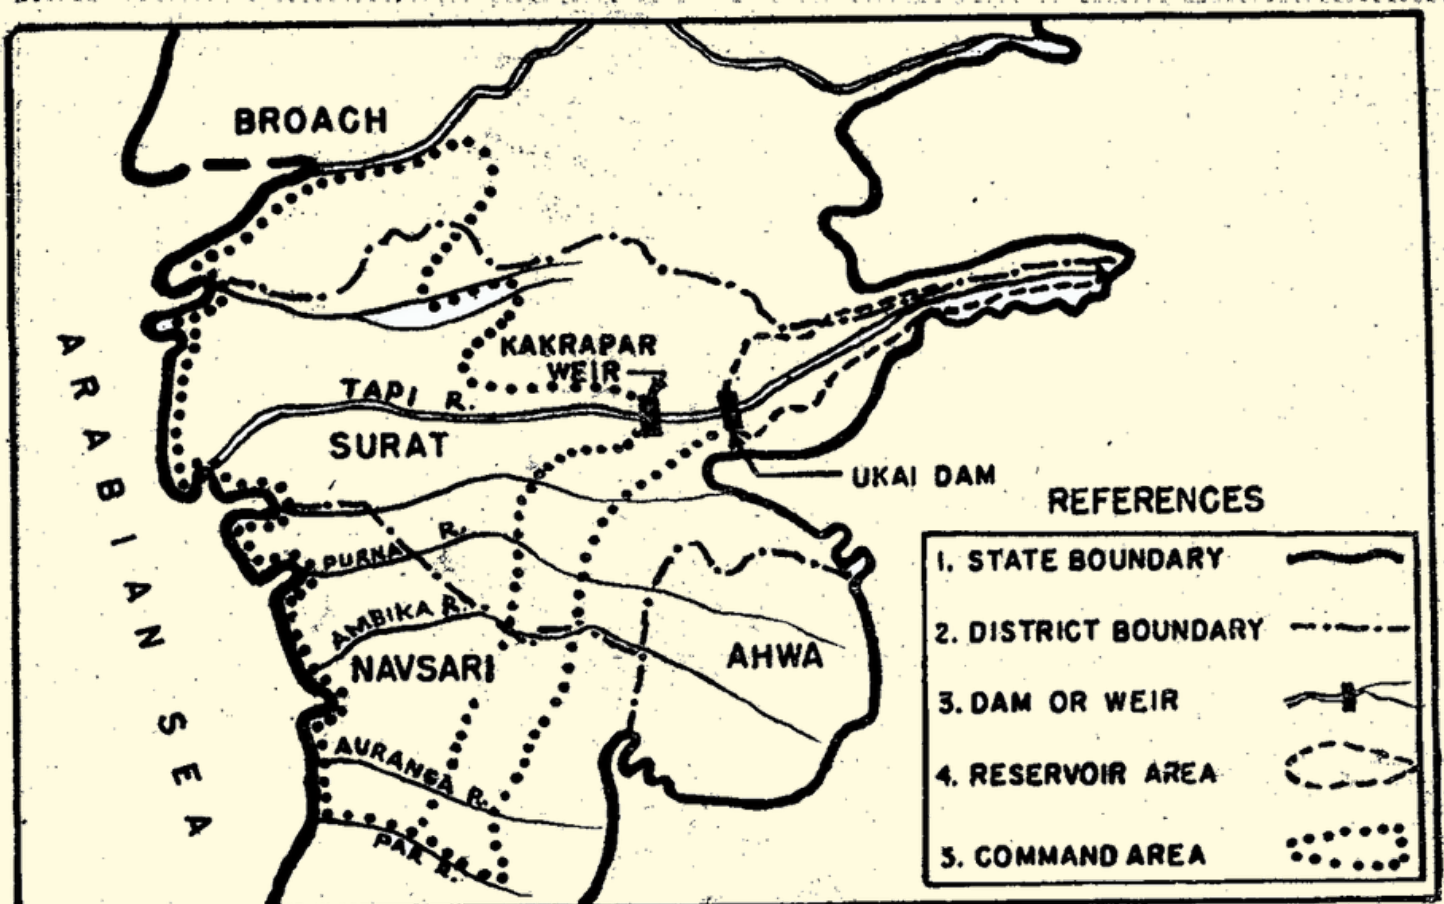 BROACH
KAKRAPAR
WEIR
TAPI R.
SURAT
UKAI DAM
ARABIAN SEA
PURNA R.
AMBIKA R.
NAVSARI
AHWA
AURANGA R.
PAR R.
REFERENCES
1. STATE BOUNDARY
2. DISTRICT BOUNDARY
3. DAM OR WEIR
4. RESERVOIR AREA
5. COMMAND AREA